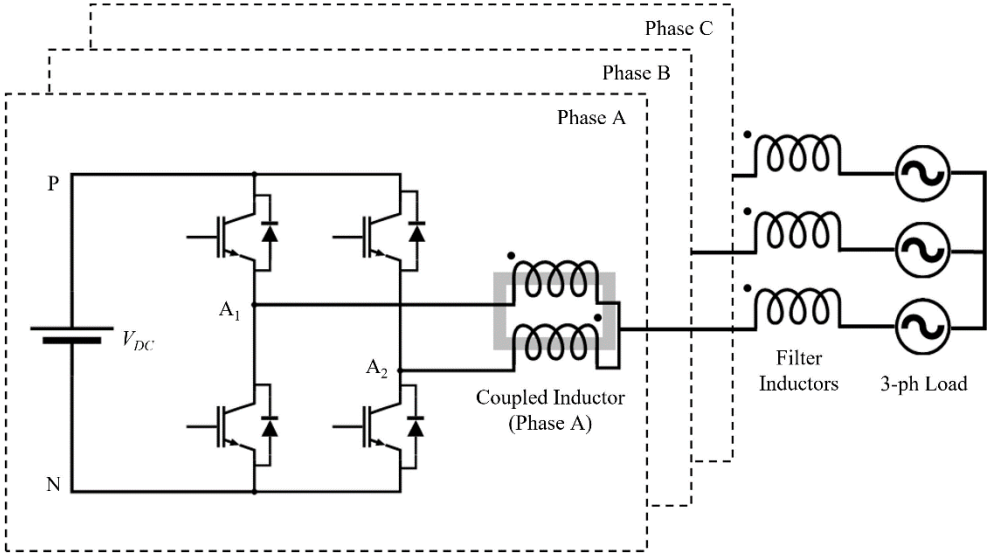 Phase C
Phase B
Phase A
P
A1
V_DC
A2
N
Coupled Inductor
(Phase A)
Filter
Inductors
3-ph Load